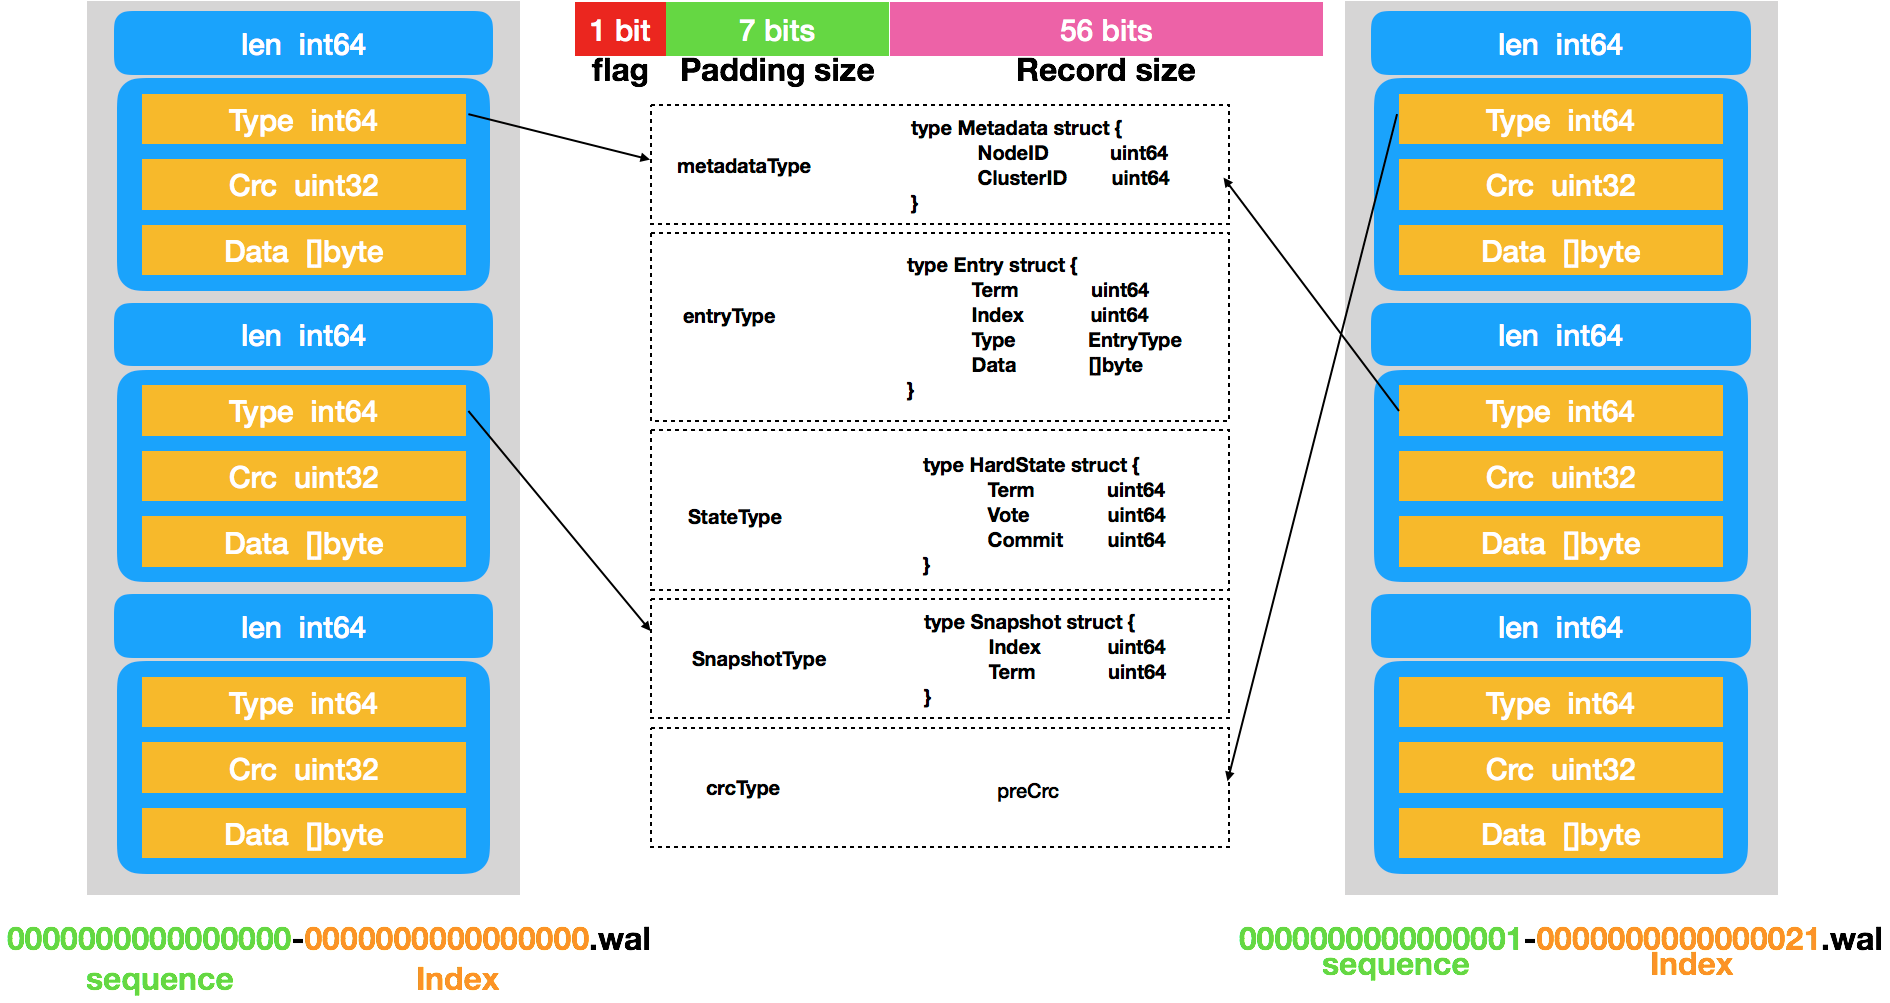 len int64
Type int64
Crc uint32
Data []byte
len int64
Type int64
Crc uint32
Data []byte
len int64
Type int64
Crc uint32
Data []byte
0000000000000000-0000000000000000.wal
sequence
Index
1 bit
7 bits
56 bits
flag
Padding size
Record size
metadataType
type Metadata struct {
NodeID uint64
ClusterID uint64
}
entryType
type Entry struct {
Term uint64
Index uint64
Type EntryType
Data []byte
}
StateType
type HardState struct {
Term uint64
Vote uint64
Commit uint64
}
SnapshotType
type Snapshot struct {
Index uint64
Term uint64
}
crcType
preCrc
len int64
Type int64
Crc uint32
Data []byte
len int64
Type int64
Crc uint32
Data []byte
len int64
Type int64
Crc uint32
Data []byte
0000000000000001-0000000000000021.wal
sequence
Index